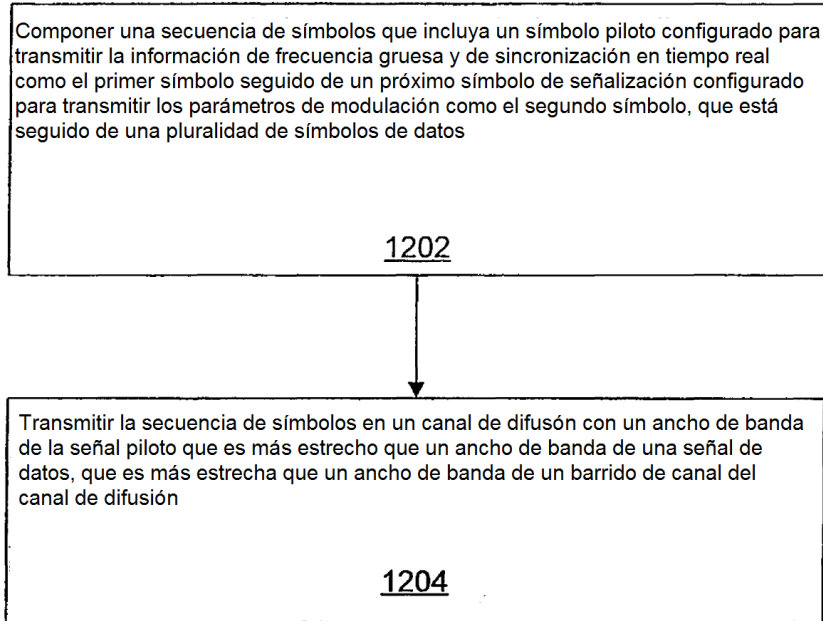 Componer una secuencia de símbolos que incluya un símbolo piloto configurado para
transmitir la información de frecuencia gruesa y de sincronización en tiempo real
como el primer símbolo seguido de un próximo símbolo de señalización configurado
para transmitir los parámetros de modulación como el segundo símbolo, que está
seguido de una pluralidad de símbolos de datos
1202
Transmitir la secuencia de símbolos en un canal de difusón con un ancho de banda
de la señal piloto que es más estrecho que un ancho de banda de una señal de
datos, que es más estrecha que un ancho de banda de un barrido de canal del
canal de difusión
1204